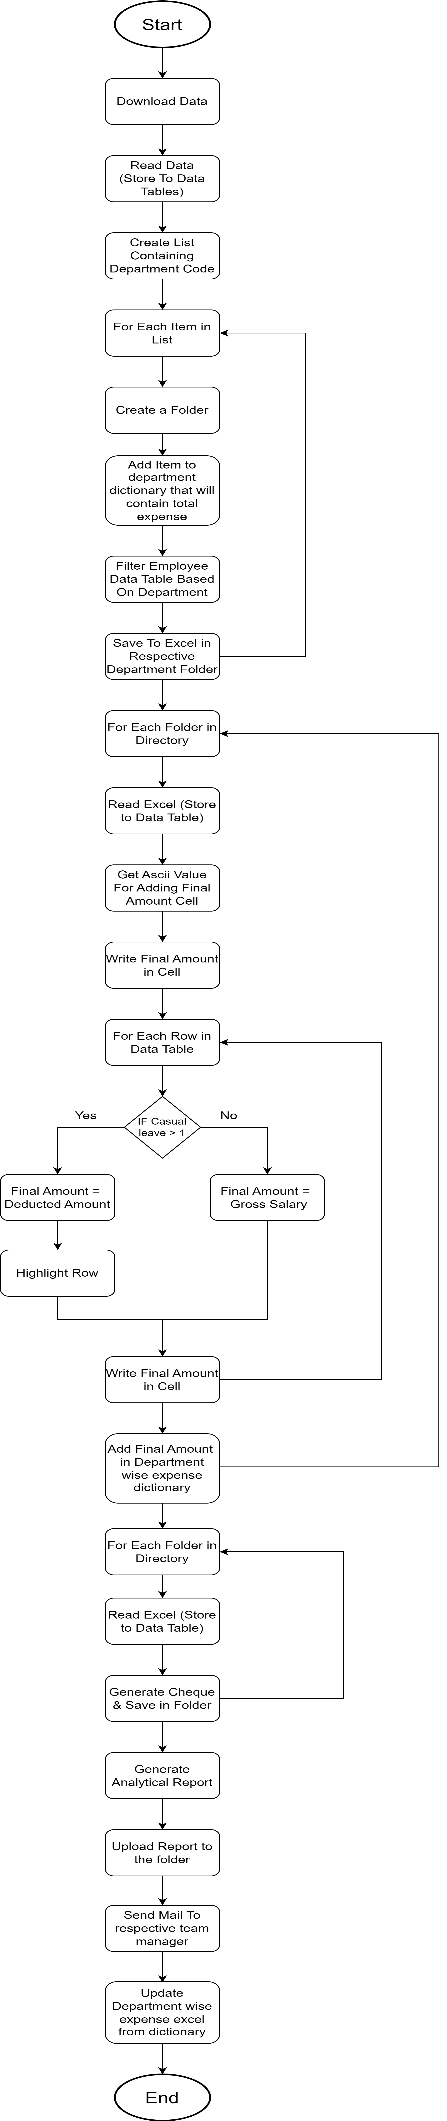 Start
Download Data
Read Data
(Store To Data
Tables)
Create List
Containing
Department Code
For Each Item in
List
Create a Folder
Add Item to
department
dictionary that will
contain total
expense
Filter Employee
Data Table Based
On Department
Save To Excel in
Respective
Department Folder
For Each Folder in
Directory
Read Excel (Store
to Data Table)
Get Ascii Value
For Adding Final
Amount Cell
Write Final Amount
in Cell
For Each Row in
Data Table
IF Casual
leave > 1
Yes
No
Final Amount =
Deducted Amount
Final Amount =
Gross Salary
Highlight Row
Write Final Amount
in Cell
Add Final Amount
in Department
wise expense
dictionary
For Each Folder in
Directory
Read Excel (Store
to Data Table)
Generate Cheque
& Save in Folder
Generate
Analytical Report
Upload Report to
the folder
Send Mail To
respective team
manager
Update
Department wise
expense excel
from dictionary
End